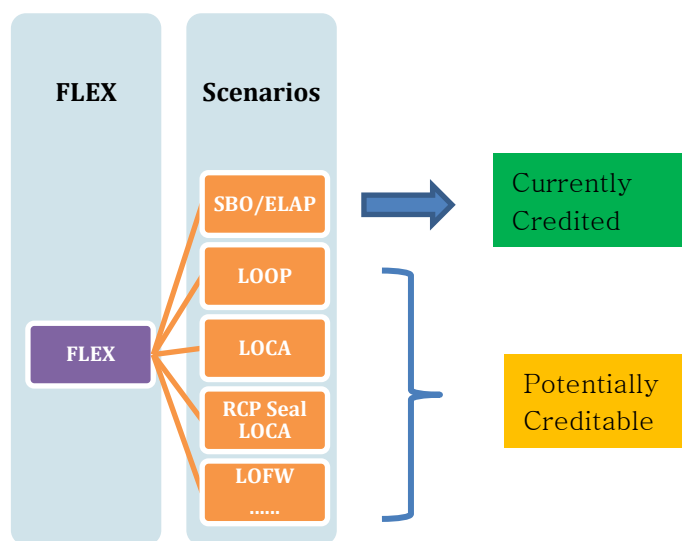 FLEX
Scenarios
SBO/ELAP
Currently
Credited
LOOP
FLEX
LOCA
RCP Seal
LOCA
Potentially
Creditable
LOFW
......